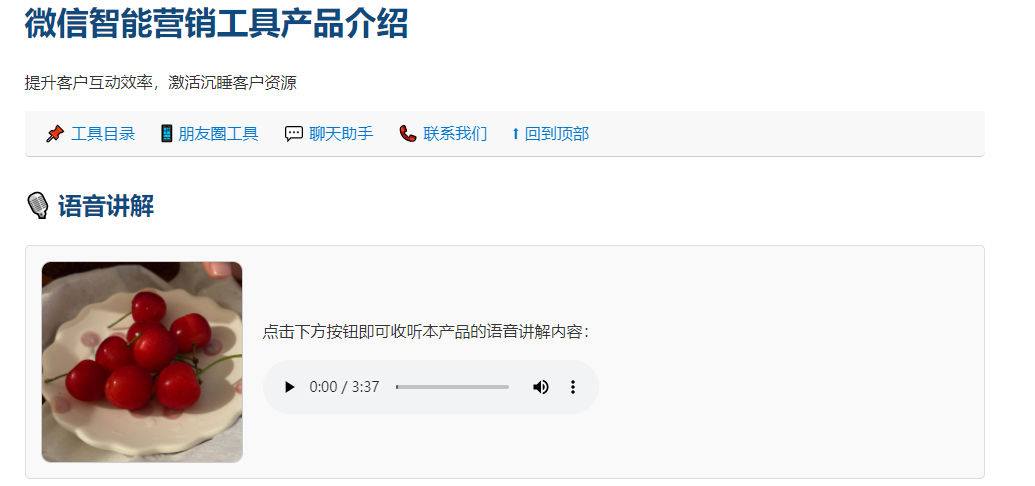 微信智能营销工具产品介绍
提升客户互动效率，激活沉睡客户资源
📌 工具目录 📱 朋友圈工具 💬 聊天助手 📞 联系我们 ⬆ 回到顶部
🎙 语音讲解
点击下方按钮即可收听本产品的语音讲解内容：
0:00 / 3:37